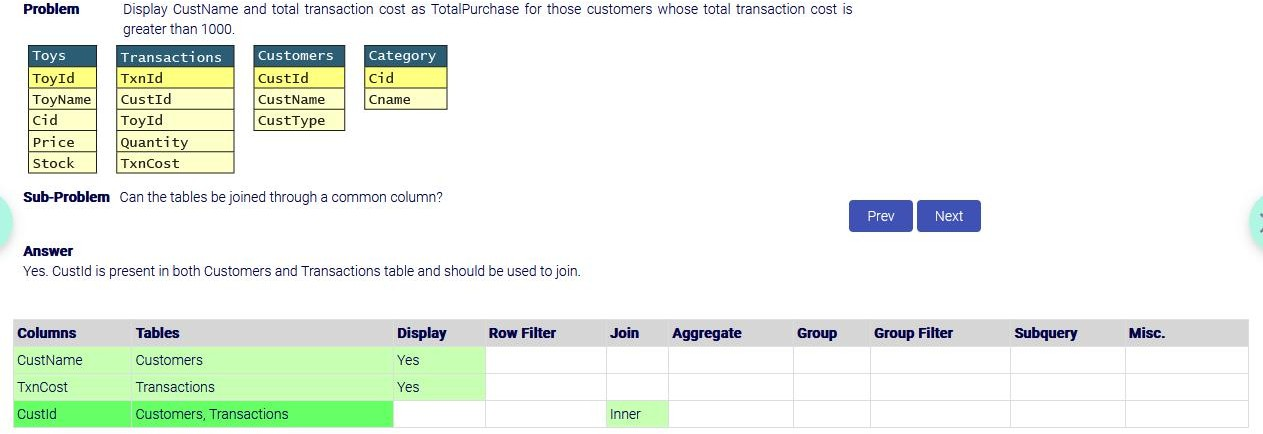 Problem Display CustName and total transaction cost as TotalPurchase for those customers whose total transaction cost is
greater than 1000.
Toys Transactions Customers Category
ToyId TxnId CustId Cid
ToyName CustId CustName Cname
Cid ToyId CustType
Price Quantity
Stock TxnCost
Sub-Problem Can the tables be joined through a common column?
Prev Next
Answer
Yes. CustId is present in both Customers and Transactions table and should be used to join.
Columns Tables Display Row Filter Join Aggregate Group Group Filter Subquery Misc.
CustName Customers Yes
TxnCost Transactions Yes
CustId Customers, Transactions Inner